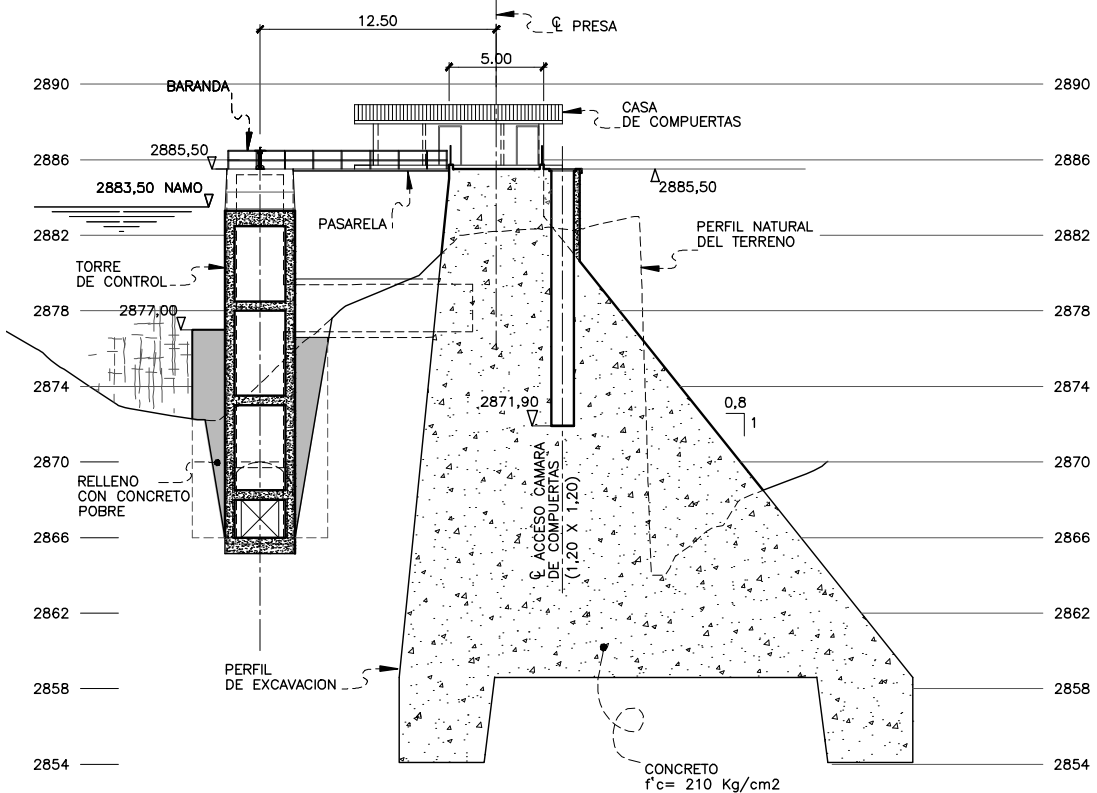 12.50
℄ PRESA
5.00
2890
2890
BARANDA
CASA
DE COMPUERTAS
2885,50
2886
2886
2883,50 NAMO
2885,50
PASARELA
PERFIL NATURAL
DEL TERRENO
2882
2882
TORRE
DE CONTROL
2877,00
2878
2878
2874
2874
2871,90
0,8
1
2870
2870
RELLENO
CON CONCRETO
POBRE
℄ ACCESO CAMARA
DE COMPUERTAS
(1,20 X 1,20)
2866
2866
2862
2862
PERFIL
DE EXCAVACION
2858
2858
2854
2854
CONCRETO
f'c= 210 Kg/cm2